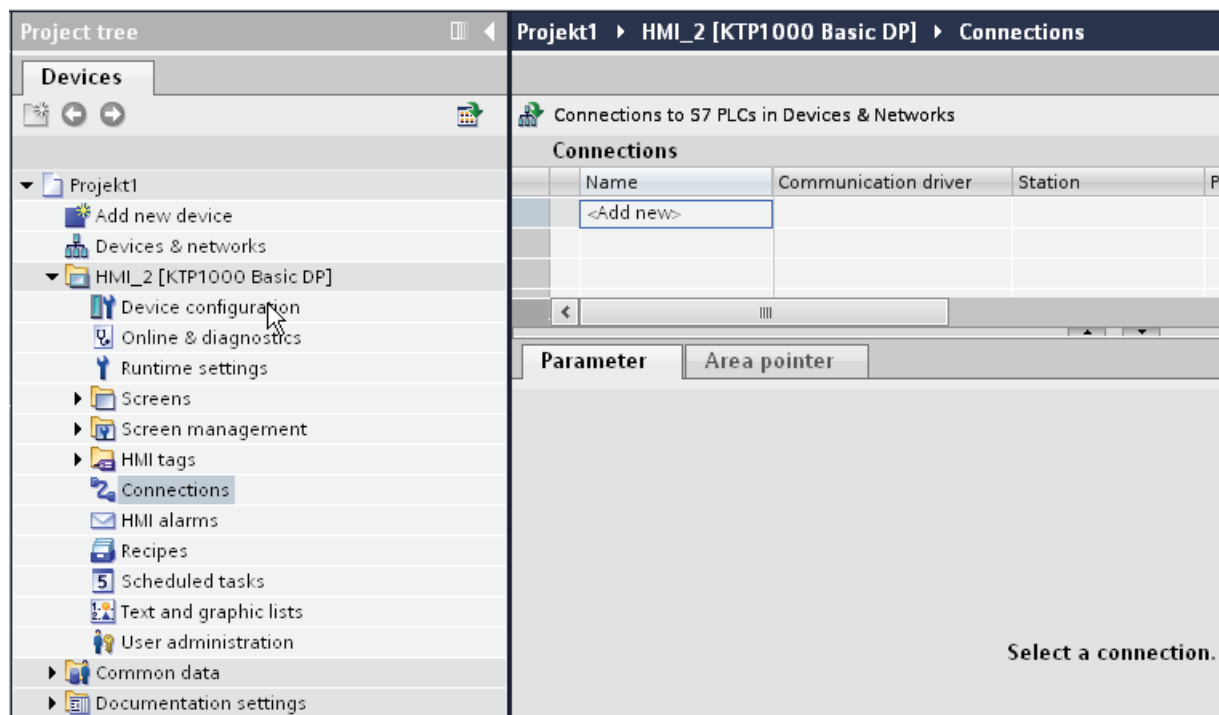 Project tree
Devices
Projekt1
Add new device
Devices & networks
HMI_2 [KTP1000 Basic DP]
Device configuration
Online & diagnostics
Runtime settings
Screens
Screen management
HMI tags
Connections
HMI alarms
Recipes
Scheduled tasks
Text and graphic lists
User administration
Common data
Documentation settings
Projekt1 HMI_2 [KTP1000 Basic DP] Connections
Connections to S7 PLCs in Devices & Networks
Connections
Name Communication driver Station P
<Add new>
Parameter Area pointer
Select a connection.